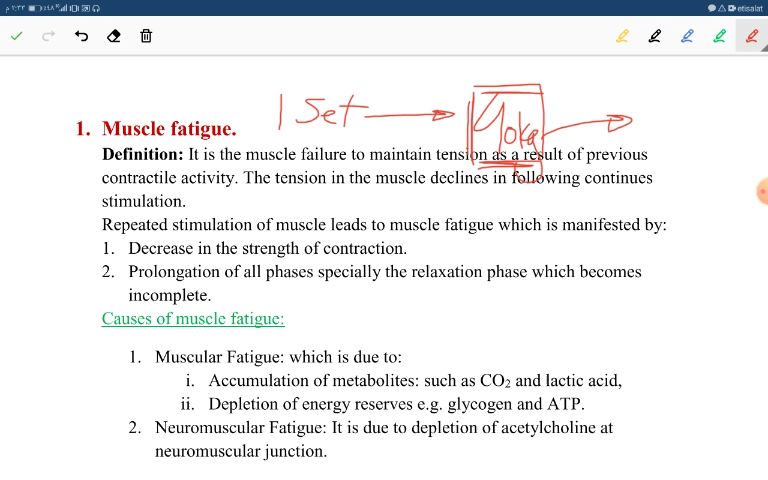 etisalat
1 Set
1. Muscle fatigue.
Definition: It is the muscle failure to maintain tension as a result of previous
contractile activity. The tension in the muscle declines in following continues
stimulation.
Repeated stimulation of muscle leads to muscle fatigue which is manifested by:
1. Decrease in the strength of contraction.
2. Prolongation of all phases specially the relaxation phase which becomes
incomplete.
Causes of muscle fatigue:
1. Muscular Fatigue: which is due to:
i. Accumulation of metabolites: such as CO₂ and lactic acid,
ii. Depletion of energy reserves e.g. glycogen and ATP.
2. Neuromuscular Fatigue: It is due to depletion of acetylcholine at
neuromuscular junction.